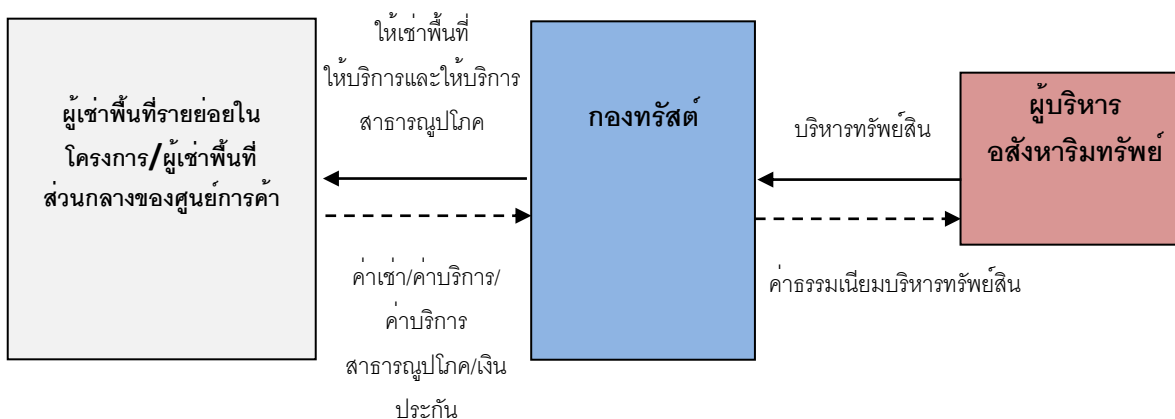 ผู้เช่าพื้นที่รายย่อยใน
โครงการ/ผู้เช่าพื้นที่
ส่วนกลางของศูนย์การค้า
ให้เช่าพื้นที่
ให้บริการและให้บริการ
สาธารณูปโภค
ค่าเช่า/ค่าบริการ/
ค่าบริการ
สาธารณูปโภค/เงิน
ประกัน
กองทรัสต์
บริหารทรัพย์สิน
ค่าธรรมเนียมบริหารทรัพย์สิน
ผู้บริหาร
อสังหาริมทรัพย์